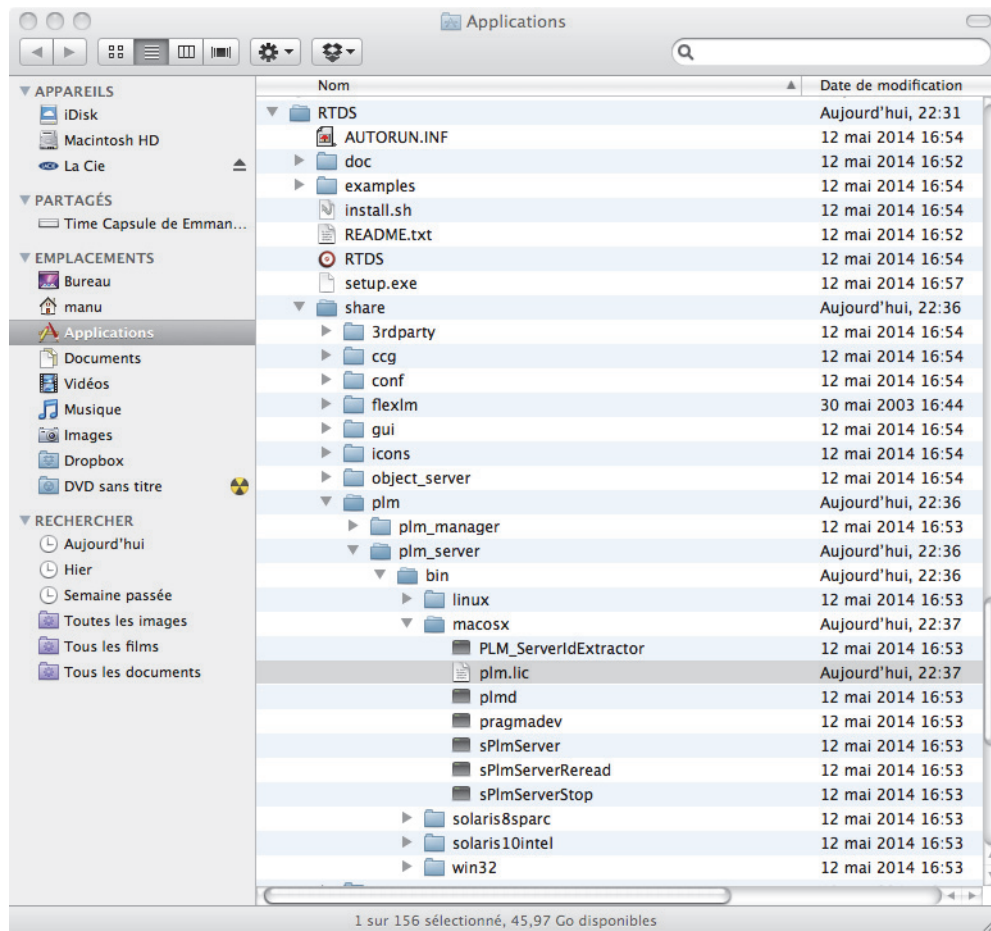 Applications
Nom
Date de modification
APPAREILS
iDisk
Macintosh HD
La Cie
PARTAGÉS
Time Capsule de Emman...
EMPLACEMENTS
Bureau
manu
Applications
Documents
Vidéos
Musique
Images
Dropbox
DVD sans titre
RECHERCHER
Aujourd'hui
Hier
Semaine passée
Toutes les images
Tous les films
Tous les documents
RTDS Aujourd'hui, 22:31
AUTORUN.INF 12 mai 2014 16:54
doc 12 mai 2014 16:52
examples 12 mai 2014 16:54
install.sh 12 mai 2014 16:54
README.txt 12 mai 2014 16:52
RTDS 12 mai 2014 16:54
setup.exe 12 mai 2014 16:57
share Aujourd'hui, 22:36
3rdparty 12 mai 2014 16:54
ccg 12 mai 2014 16:54
conf 12 mai 2014 16:54
flexlm 30 mai 2003 16:44
gui 12 mai 2014 16:54
icons 12 mai 2014 16:54
object_server 12 mai 2014 16:54
plm Aujourd'hui, 22:36
plm_manager 12 mai 2014 16:53
plm_server Aujourd'hui, 22:36
bin Aujourd'hui, 22:36
linux 12 mai 2014 16:53
macosx Aujourd'hui, 22:37
PLM_ServerIdExtractor 12 mai 2014 16:53
plm.lic Aujourd'hui, 22:37
plmd 12 mai 2014 16:53
pragmadev 12 mai 2014 16:53
sPlmServer 12 mai 2014 16:53
sPlmServerReread 12 mai 2014 16:53
sPlmServerStop 12 mai 2014 16:53
solaris8sparc 12 mai 2014 16:53
solaris10intel 12 mai 2014 16:53
win32 12 mai 2014 16:53
1 sur 156 sélectionné, 45,97 Go disponibles